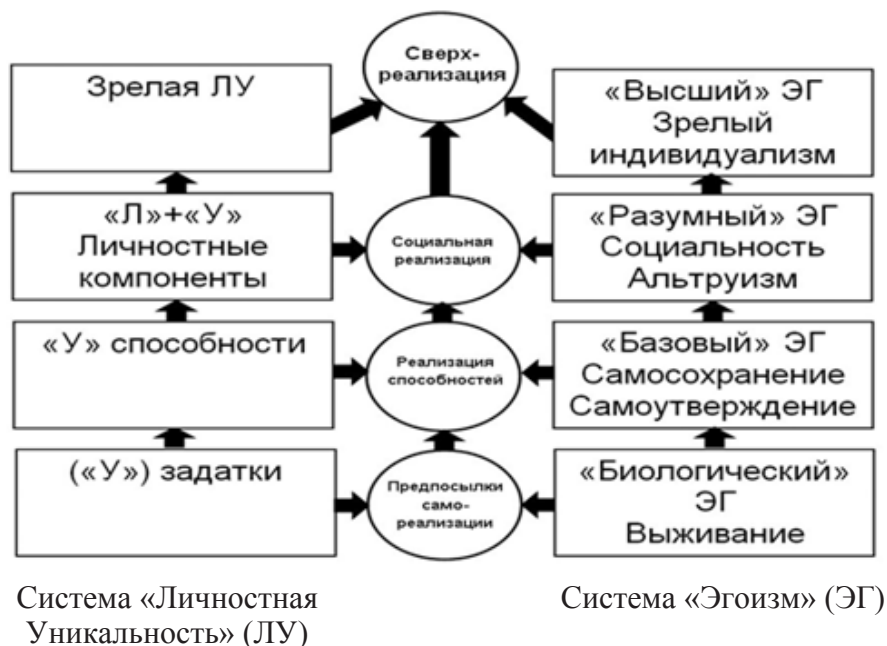 Сверх-
реализация
Зрелая ЛУ
«Высший» ЭГ
Зрелый
индивидуализм
«Л»+«У»
Личностные
компоненты
Социальная
реализация
«Разумный» ЭГ
Социальность
Альтруизм
«У» способности
Реализация
способностей
«Базовый» ЭГ
Самосохранение
Самоутверждение
(«У») задатки
Предпосылки
само-
реализации
«Биологический»
ЭГ
Выживание
Система «Личностная
Уникальность» (ЛУ)
Система «Эгоизм» (ЭГ)